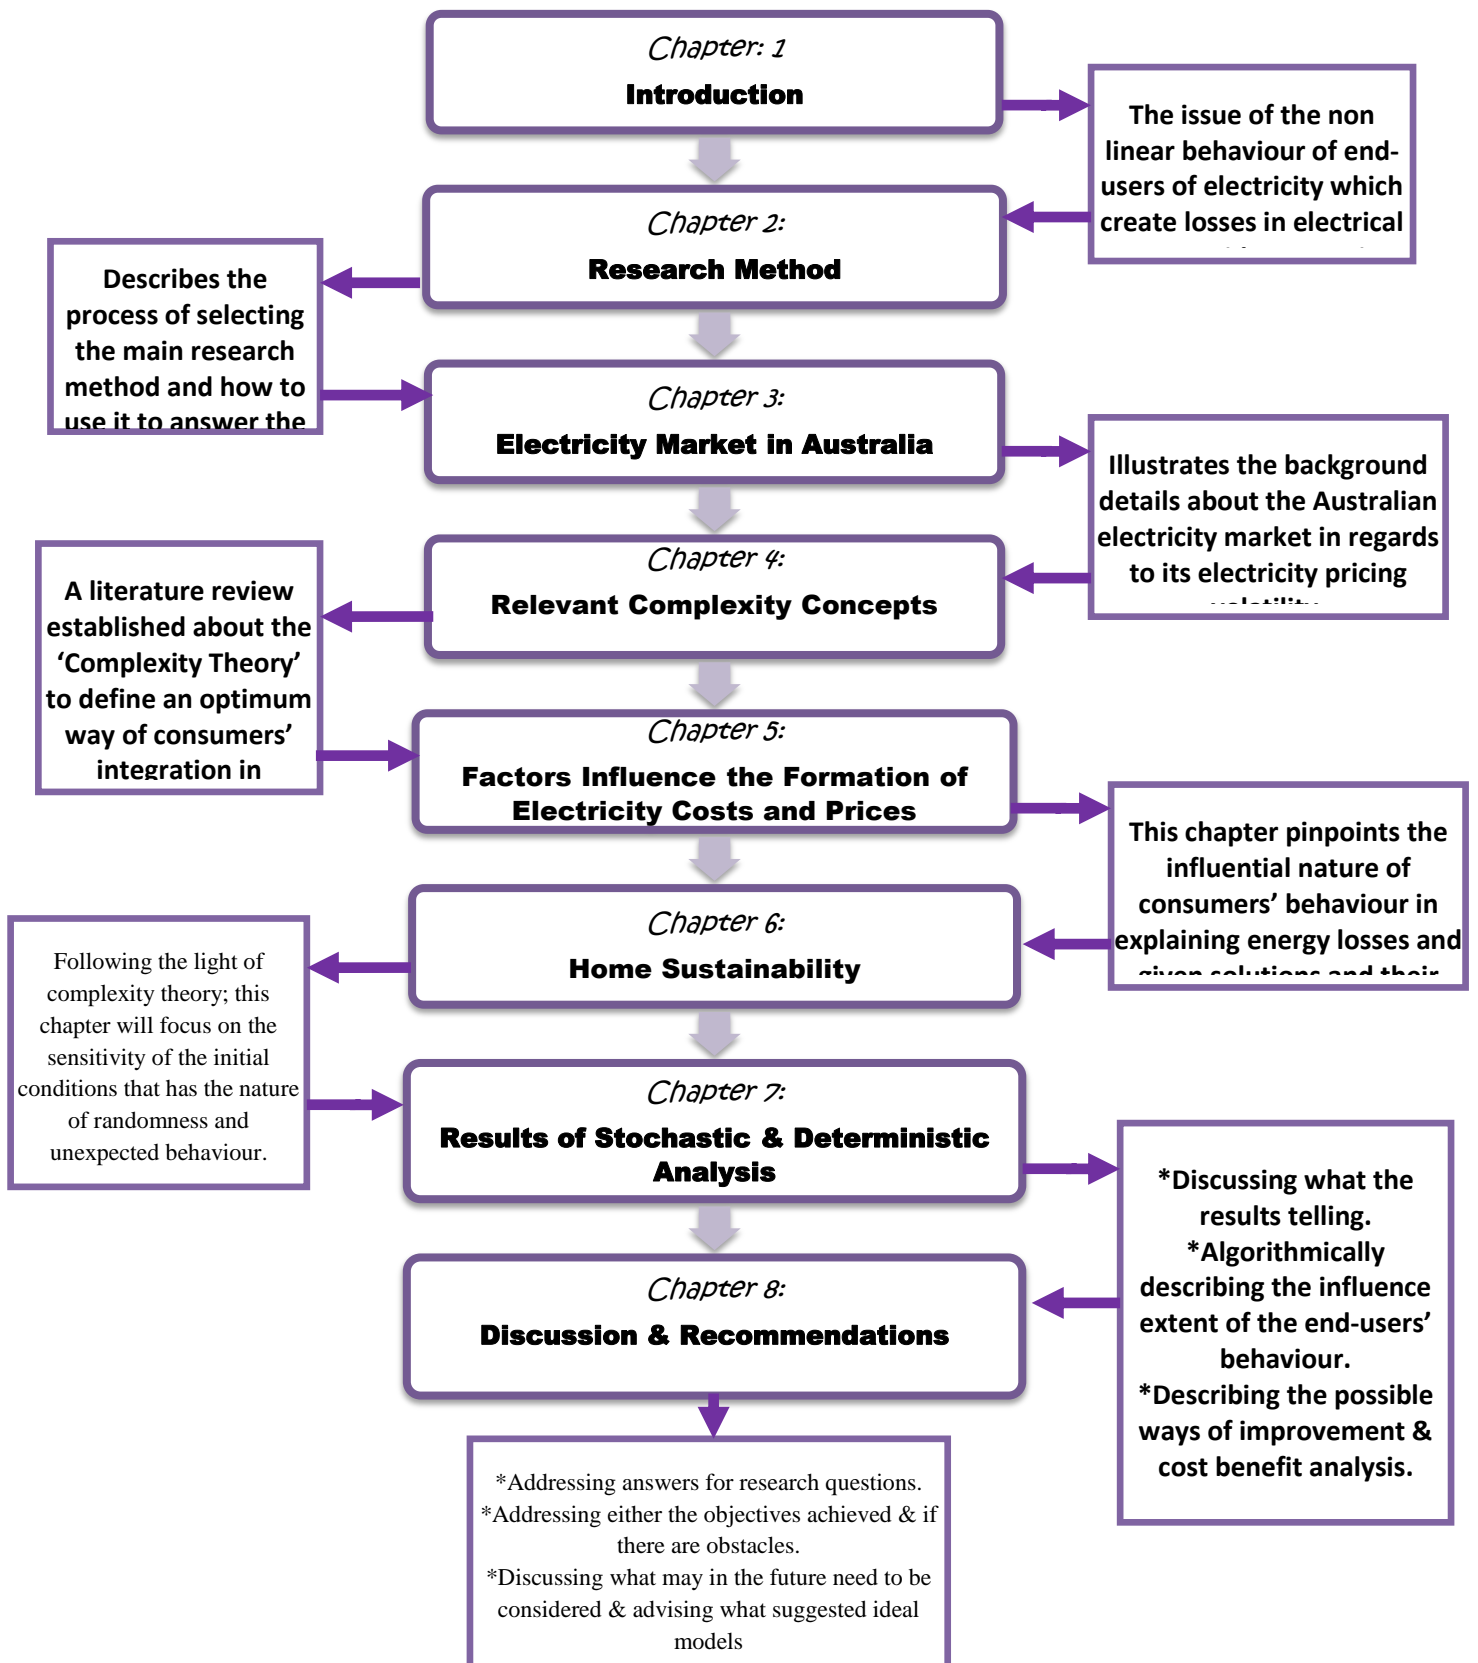 Chapter: 1
Introduction
The issue of the non
linear behaviour of end-
users of electricity which
create losses in electrical
Chapter 2:
Research Method
Describes the
process of selecting
the main research
method and how to
use it to answer the
Chapter 3:
Electricity Market in Australia
Illustrates the background
details about the Australian
electricity market in regards
to its electricity pricing
volatility
Chapter 4:
Relevant Complexity Concepts
A literature review
established about the
‘Complexity Theory’
to define an optimum
way of consumers’
integration in
Chapter 5:
Factors Influence the Formation of
Electricity Costs and Prices
This chapter pinpoints the
influential nature of
consumers’ behaviour in
explaining energy losses and
given solutions and their
Chapter 6:
Home Sustainability
Following the light of
complexity theory; this
chapter will focus on the
sensitivity of the initial
conditions that has the nature
of randomness and
unexpected behaviour.
Chapter 7:
Results of Stochastic & Deterministic
Analysis
*Discussing what the
results telling.
*Algorithmically
describing the influence
extent of the end-users’
behaviour.
*Describing the possible
ways of improvement &
cost benefit analysis.
Chapter 8:
Discussion & Recommendations
*Addressing answers for research questions.
*Addressing either the objectives achieved & if
there are obstacles.
*Discussing what may in the future need to be
considered & advising what suggested ideal
models